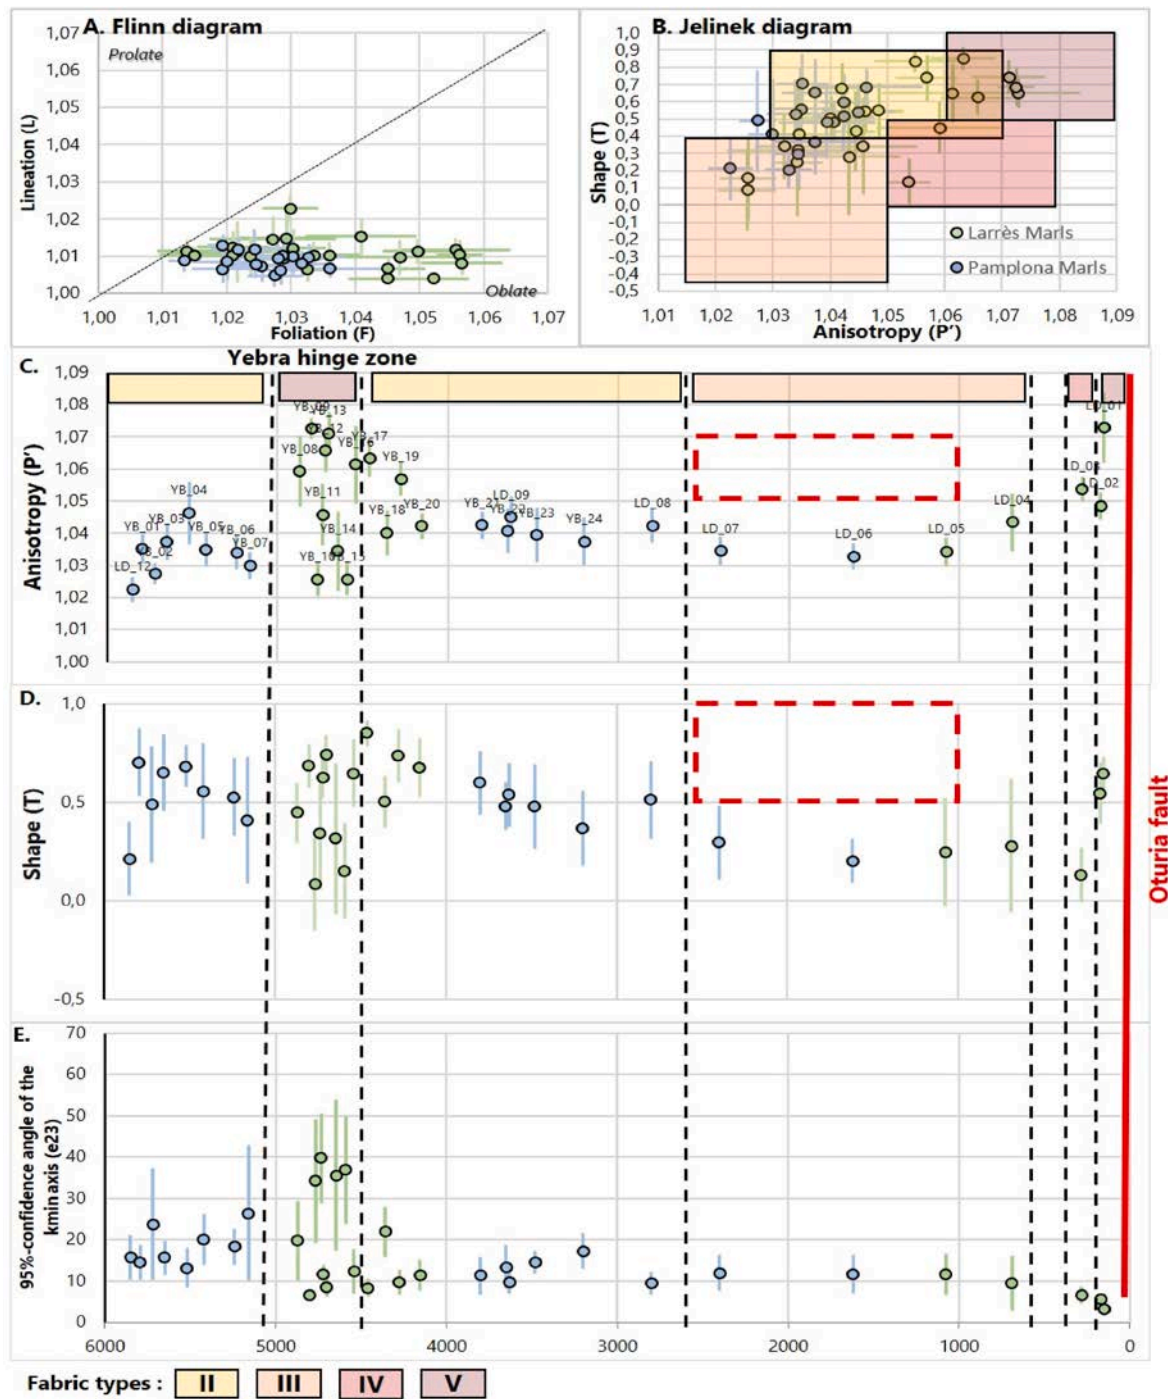 A. Flinn diagram
Prolate
Lineation (L)
1,07
1,06
1,05
1,04
1,03
1,02
1,01
1,00
Oblate
1,00 1,01 1,02 1,03 1,04 1,05 1,06 1,07
Foliation (F)
B. Jelinek diagram
Shape (T)
1,0
0,9
0,8
0,7
0,6
0,5
0,4
0,3
0,2
0,1
0,0
-0,1
-0,2
-0,3
-0,4
-0,5
Larrès Marls
Pamplona Marls
1,01 1,02 1,03 1,04 1,05 1,06 1,07 1,08 1,09
Anisotropy (P')
C.
Yebra hinge zone
Anisotropy (P')
1,09
1,08
1,07
1,06
1,05
1,04
1,03
1,02
1,01
1,00
LD_12
YB_01
YB_03
YB_04
YB_05
YB_06
YB_07
YB_08
YB_09
YB_13
YB_11
YB_14
YB_17
YB_18
YB_19
YB_20
LD_09
YB_23
YB_24
LD_08
LD_07
LD_06
LD_05
LD_04
LD_02
D.
Shape (T)
1,0
0,5
0,0
-0,5
Oturia fault
E.
95%-confidence angle of the
kmin axis (e23)
70
60
50
40
30
20
10
0
6000 5000 4000 3000 2000 1000 0
Fabric types : II III IV V